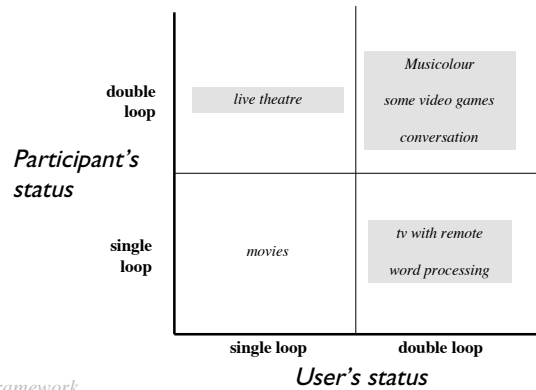 Musicolour
double
loop
live theatre
some video games
conversation
Participant's
status
single
loop
movies
tv with remote
word processing
single loop
double loop
User's status